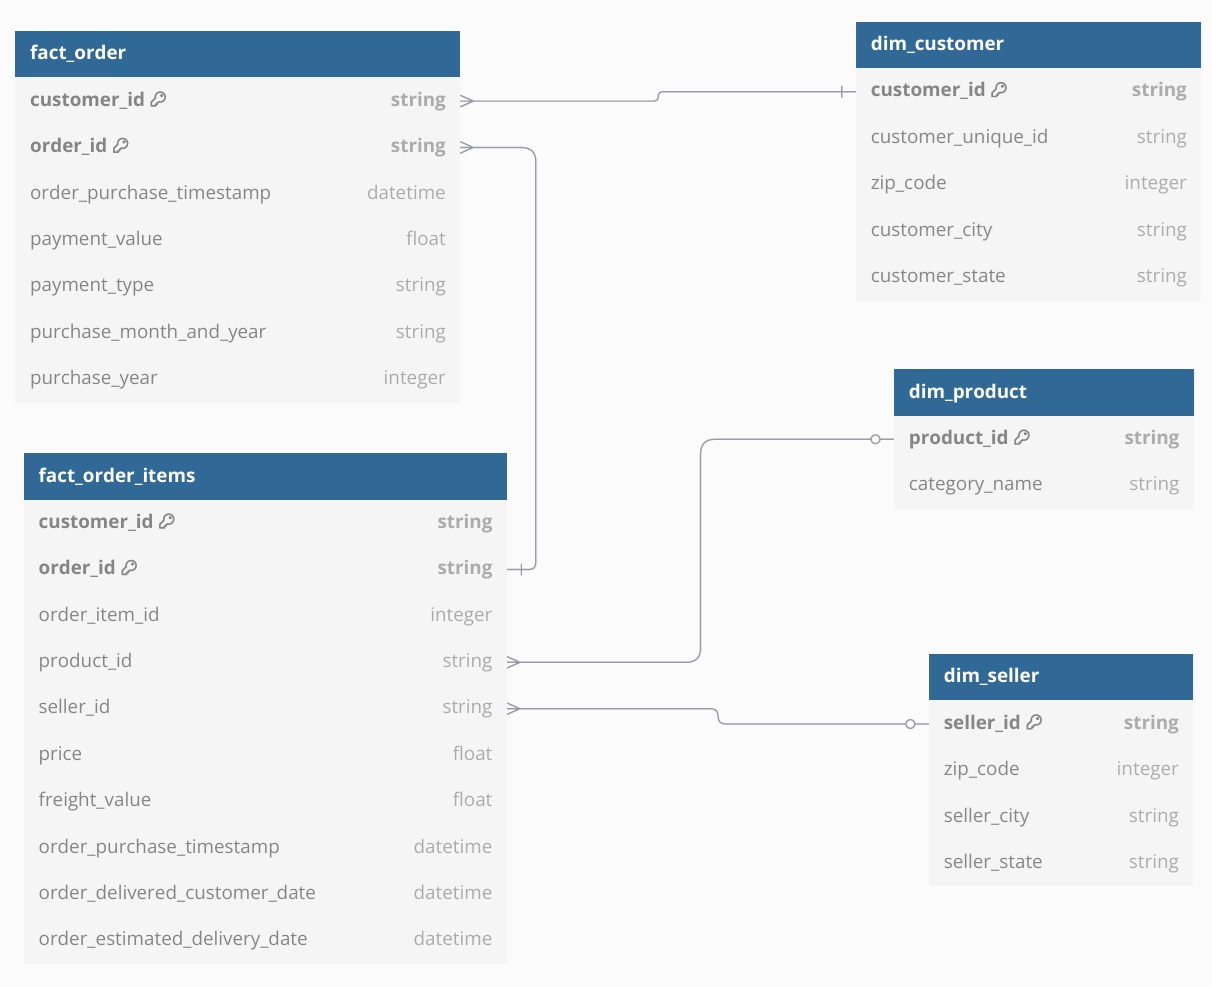 fact_order
customer_id string
order_id string
order_purchase_timestamp datetime
payment_value float
payment_type string
purchase_month_and_year string
purchase_year integer
dim_customer
customer_id string
customer_unique_id string
zip_code integer
customer_city string
customer_state string
dim_product
product_id string
category_name string
fact_order_items
customer_id string
order_id string
order_item_id integer
product_id string
seller_id string
price float
freight_value float
order_purchase_timestamp datetime
order_delivered_customer_date datetime
order_estimated_delivery_date datetime
dim_seller
seller_id string
zip_code integer
seller_city string
seller_state string